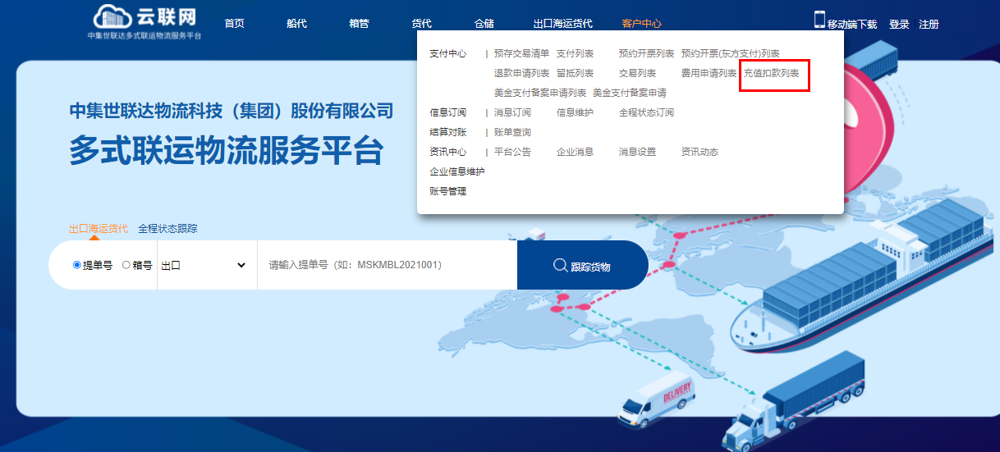 云联网
中集世联达多式联运物流服务平台
首页 船代 箱管 货代 仓储 出口海运货代 客户中心 移动端下载 登录 注册
支付中心 预存交易清单 支付列表 预约开票列表 预约开票(东方支付)列表
退款申请列表 留抵列表 交易列表 费用申请列表 充值扣款列表
美金支付备案申请列表 美金支付备案申请
信息订阅 消息订阅 信息维护 全程状态订阅
结算对账 账单查询
资讯中心 平台公告 企业消息 消息设置 资讯动态
企业信息维护
账号管理
中集世联达物流科技（集团）股份有限公司
多式联运物流服务平台
出口海运货代 全程状态跟踪
提单号 箱号 出口 请输入提单号（如：MSKMBL2021001） 跟踪货物
DELIVERY